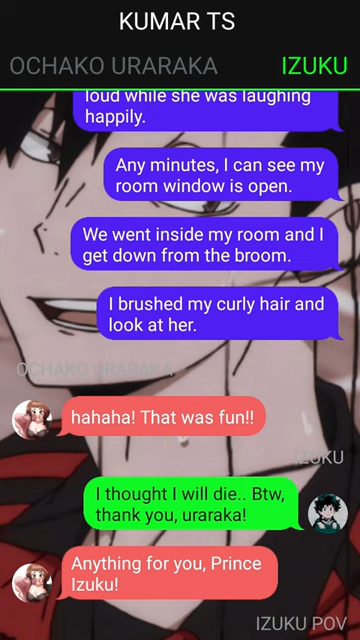 KUMAR TS
OCHAKO URARAKA IZUKU
loud while she was laughing
happily.
Any minutes, I can see my
room window is open.
We went inside my room and I
get down from the broom.
I brushed my curly hair and
look at her.
OCHAKO URARAKA
hahaha! That was fun!!
IZUKU
I thought I will die.. Btw,
thank you, uraraka!
Anything for you, Prince
Izuku!
IZUKU POV